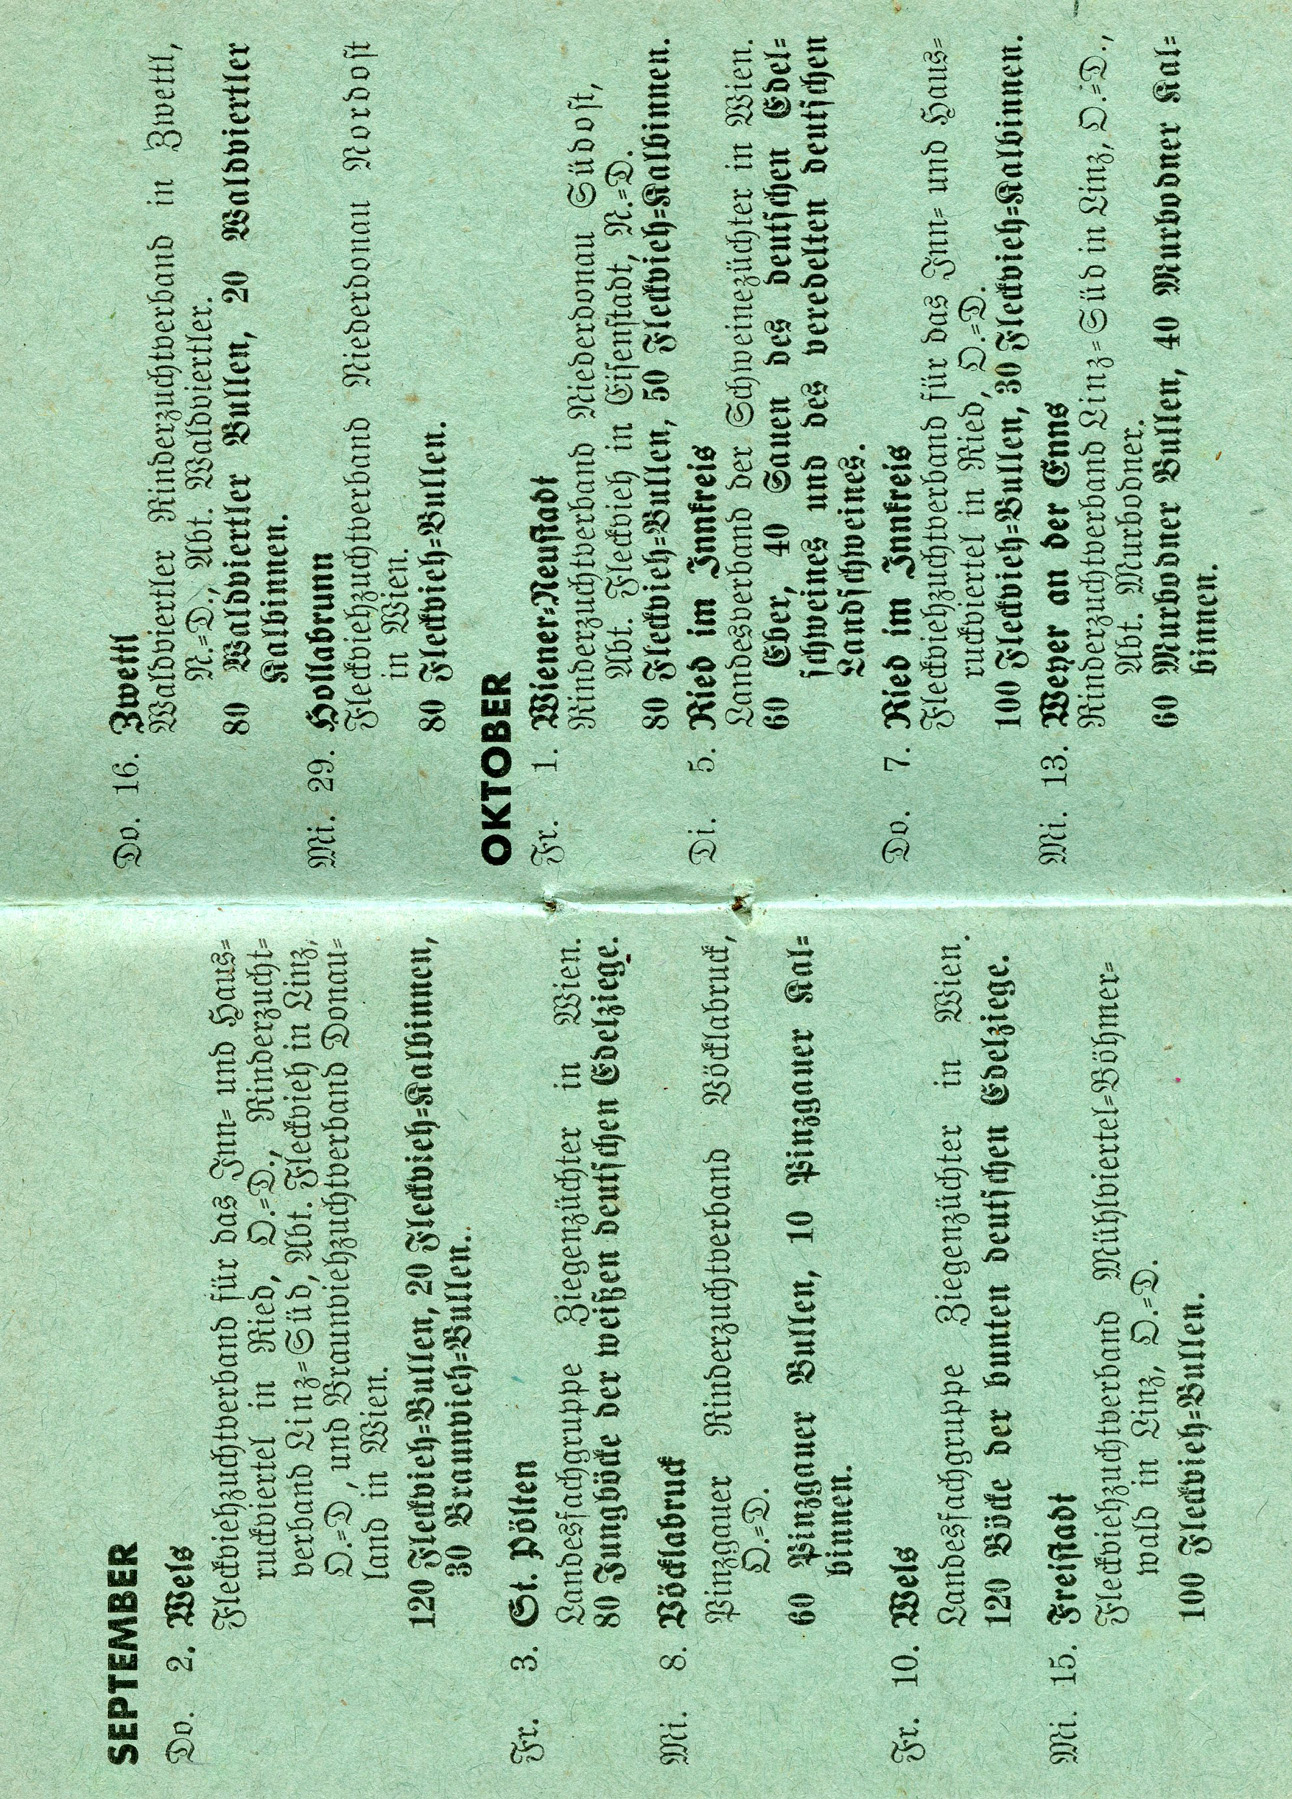 SEPTEMBER
Do. 2. Wels
Fleckviehzuchtverband für das Inn= und Haus=
ruckviertel in Ried, O.=D., Rinderzucht=
verband Linz=Süd, Abt. Fleckvieh in Linz,
O.=D., und Braunviehzuchtverband Donau=
land in Wien.
120 Fleckvieh=Bullen, 20 Fleckvieh=Kalbinnen,
30 Braunvieh=Bullen..
Fr. 3. St. Pölten
Landesfachgruppe Ziegenzüchter in Wien.
80 Jungböcke der weißen deutschen Edelziege.
Mi. 8. Vöcklabruck
Pinzgauer Rinderzuchtverband Vöcklabruck,
O.=D.
60 Pinzgauer Bullen, 10 Pinzgauer Kal=
binnen.
Fr. 10. Wels
Landesfachgruppe Ziegenzüchter in Wien.
120 Böcke der bunten deutschen Edelziege.
Mi. 15. Freistadt
Fleckviehzuchtverband Mühlviertel=Böhmer=
wald in Linz, O.=D.
100 Fleckvieh=Bullen.
Do. 16. Zwettl
Waldviertler Rinderzuchtverband in Zwettl,
N.=D., Abt. Waldviertler.
80 Waldviertler Bullen, 20 Waldviertler
Kalbinnen.
Mi. 29. Hollabrunn
Fleckviehzuchtverband Niederdonau Nordost
in Wien.
80 Fleckvieh=Bullen.
OKTOBER
Fr. 1. Wiener=Neustadt
Rinderzuchtverband Niederdonau Südost,
Abt. Fleckvieh in Eisenstadt, N.=D.
80 Fleckvieh=Bullen, 50 Fleckvieh=Kalbinnen.
Di. 5. Ried im Innkreis
Landesverband der Schweinezüchter in Wien.
60 Eber, 40 Sauen des deutschen Edel=
schweines und des veredelten deutschen
Landschweines.
Do. 7. Ried im Innkreis
Fleckviehzuchtverband für das Inn= und Haus=
ruckviertel in Ried, O.=D.
100 Fleckvieh=Bullen, 30 Fleckvieh=Kalbinnen.
Mi. 13. Weyer an der Enns
Rinderzuchtverband Linz=Süd in Linz, O.=D.,
Abt. Murbodner.
60 Murbodner Bullen, 40 Murbodner Kal=
binnen.